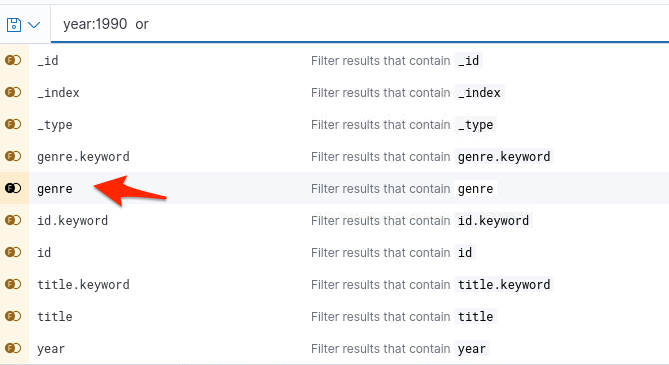 year:1990 or
_id Filter results that contain _id
_index Filter results that contain _index
_type Filter results that contain _type
genre.keyword Filter results that contain genre.keyword
genre Filter results that contain genre
id.keyword Filter results that contain id.keyword
id Filter results that contain id
title.keyword Filter results that contain title.keyword
title Filter results that contain title
year Filter results that contain year